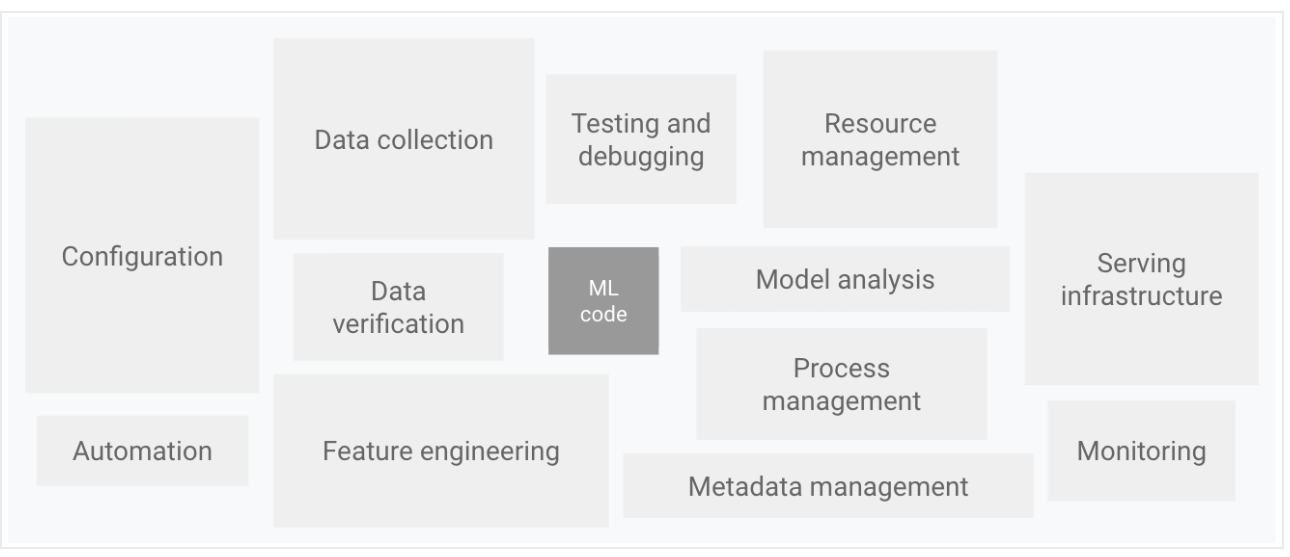 Data collection
Testing and
debugging
Resource
management
Configuration
Data
verification
ML
code
Model analysis
Serving
infrastructure
Process
management
Automation
Feature engineering
Metadata management
Monitoring